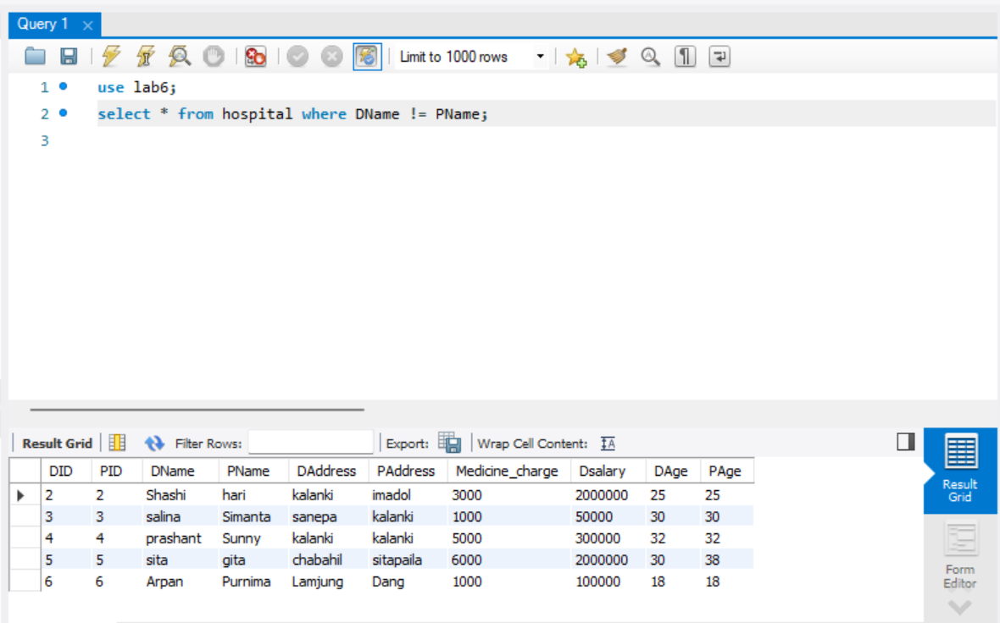 Query 1
Limit to 1000 rows
1 use lab6;
2 select * from hospital where DName != PName;
3
Result Grid Filter Rows: Export: Wrap Cell Content:
DID PID DName PName DAddress PAddress Medicine_charge Dsalary DAge PAge
2 2 Shashi hari kalanki imadol 3000 2000000 25 25
3 3 salina Simanta sanepa kalanki 1000 50000 30 30
4 4 prashant Sunny kalanki kalanki 5000 300000 32 32
5 5 sita gita chabahil sitapaila 6000 2000000 30 38
6 6 Arpan Purnima Lamjung Dang 1000 100000 18 18
Result
Grid
Form
Editor